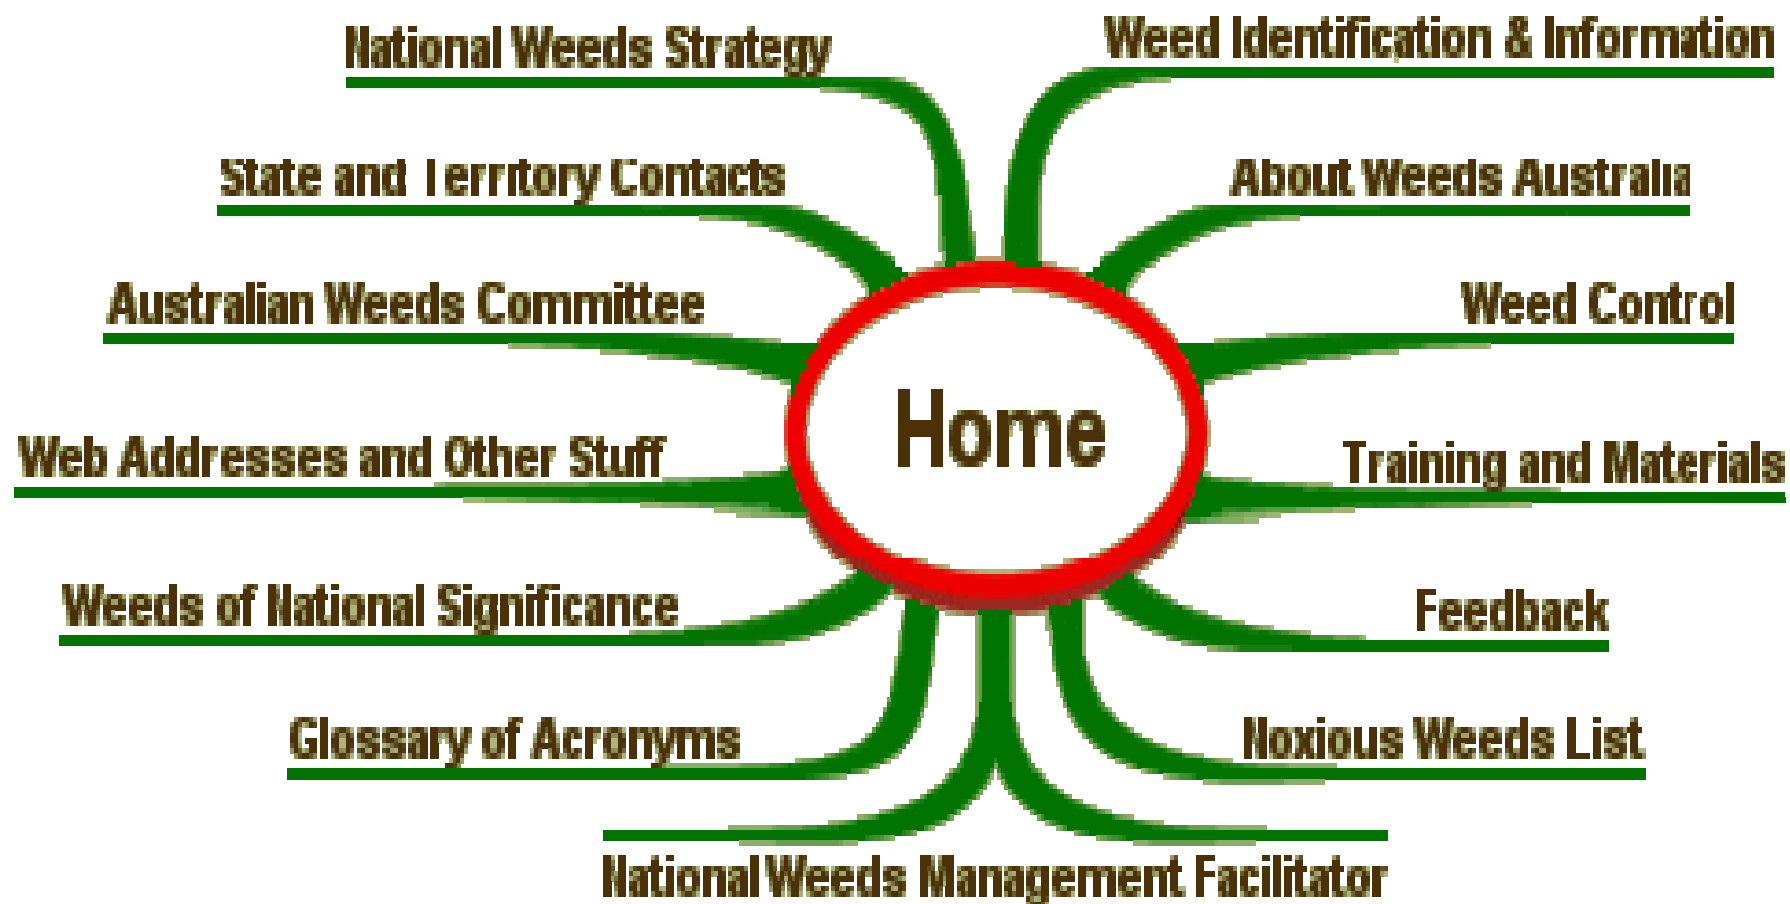 National Weeds Strategy
Weed Identification & Information
State and Territory Contacts
About Weeds Australia
Australian Weeds Committee
Weed Control
Home
Web Addresses and Other Stuff
Training and Materials
Weeds of National Significance
Feedback
Glossary of Acronyms
Noxious Weeds List
National Weeds Management Facilitator